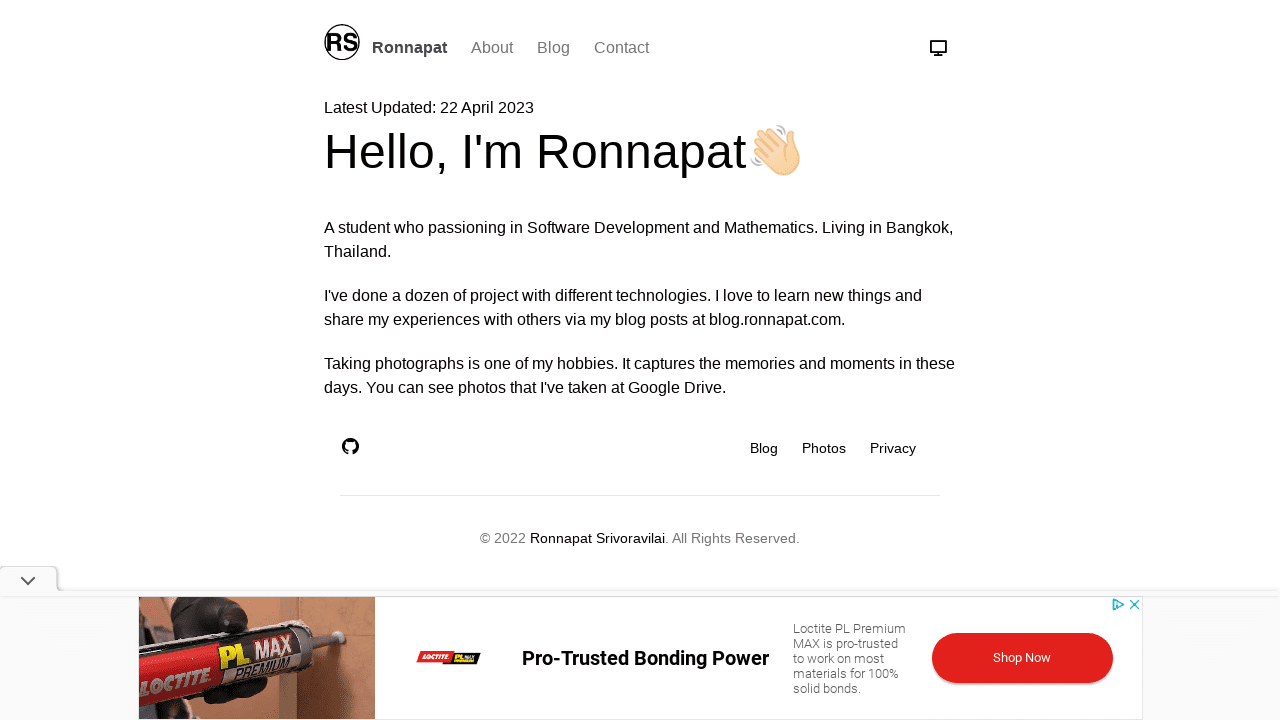 RS Ronnapat About Blog Contact
Latest Updated: 22 April 2023
Hello, I'm Ronnapat👋🏻
A student who passioning in Software Development and Mathematics. Living in Bangkok,
Thailand.
I've done a dozen of project with different technologies. I love to learn new things and
share my experiences with others via my blog posts at blog.ronnapat.com.
Taking photographs is one of my hobbies. It captures the memories and moments in these
days. You can see photos that I've taken at Google Drive.
Blog Photos Privacy
© 2022 Ronnapat Srivoravilai. All Rights Reserved.
LOCTITE
PL MAX
PREMIUM
LOCTITE PL MAX
Pro-Trusted Bonding Power
Loctite PL Premium
MAX is pro-trusted
to work on most
materials for 100%
solid bonds.
Shop Now